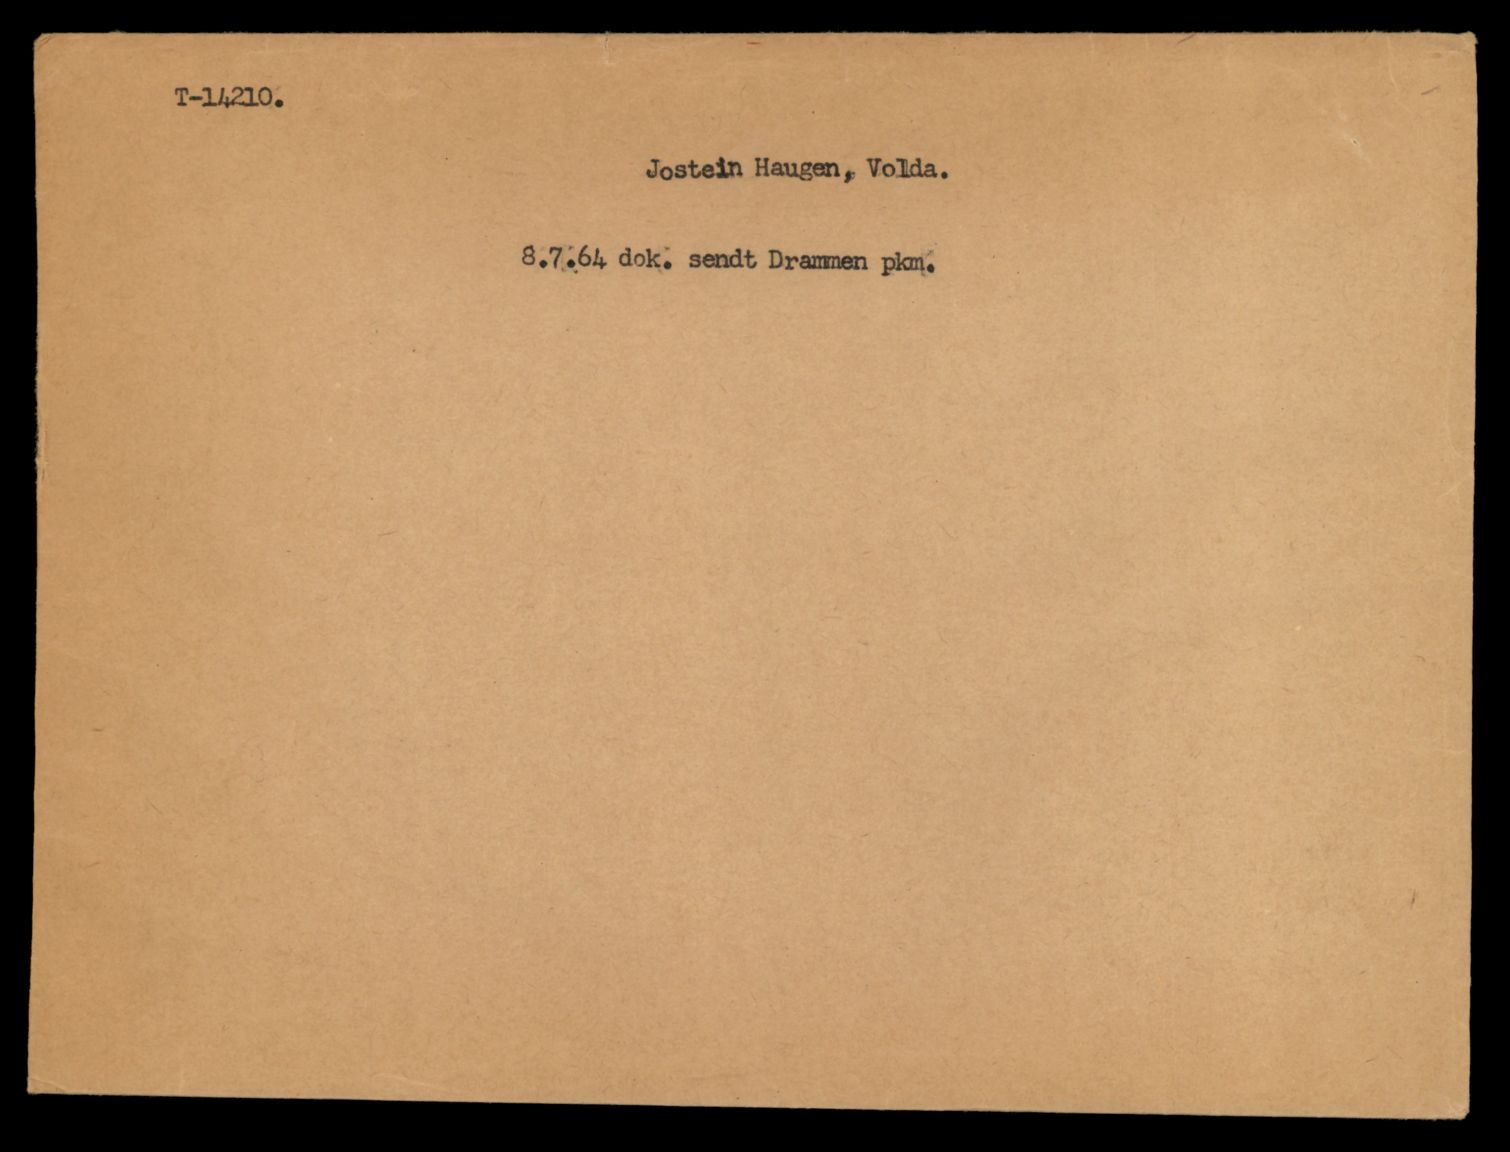 T-14210.
Jostein Haugen, Volda.
8.7.64 dok. sendt Drammen pkm.